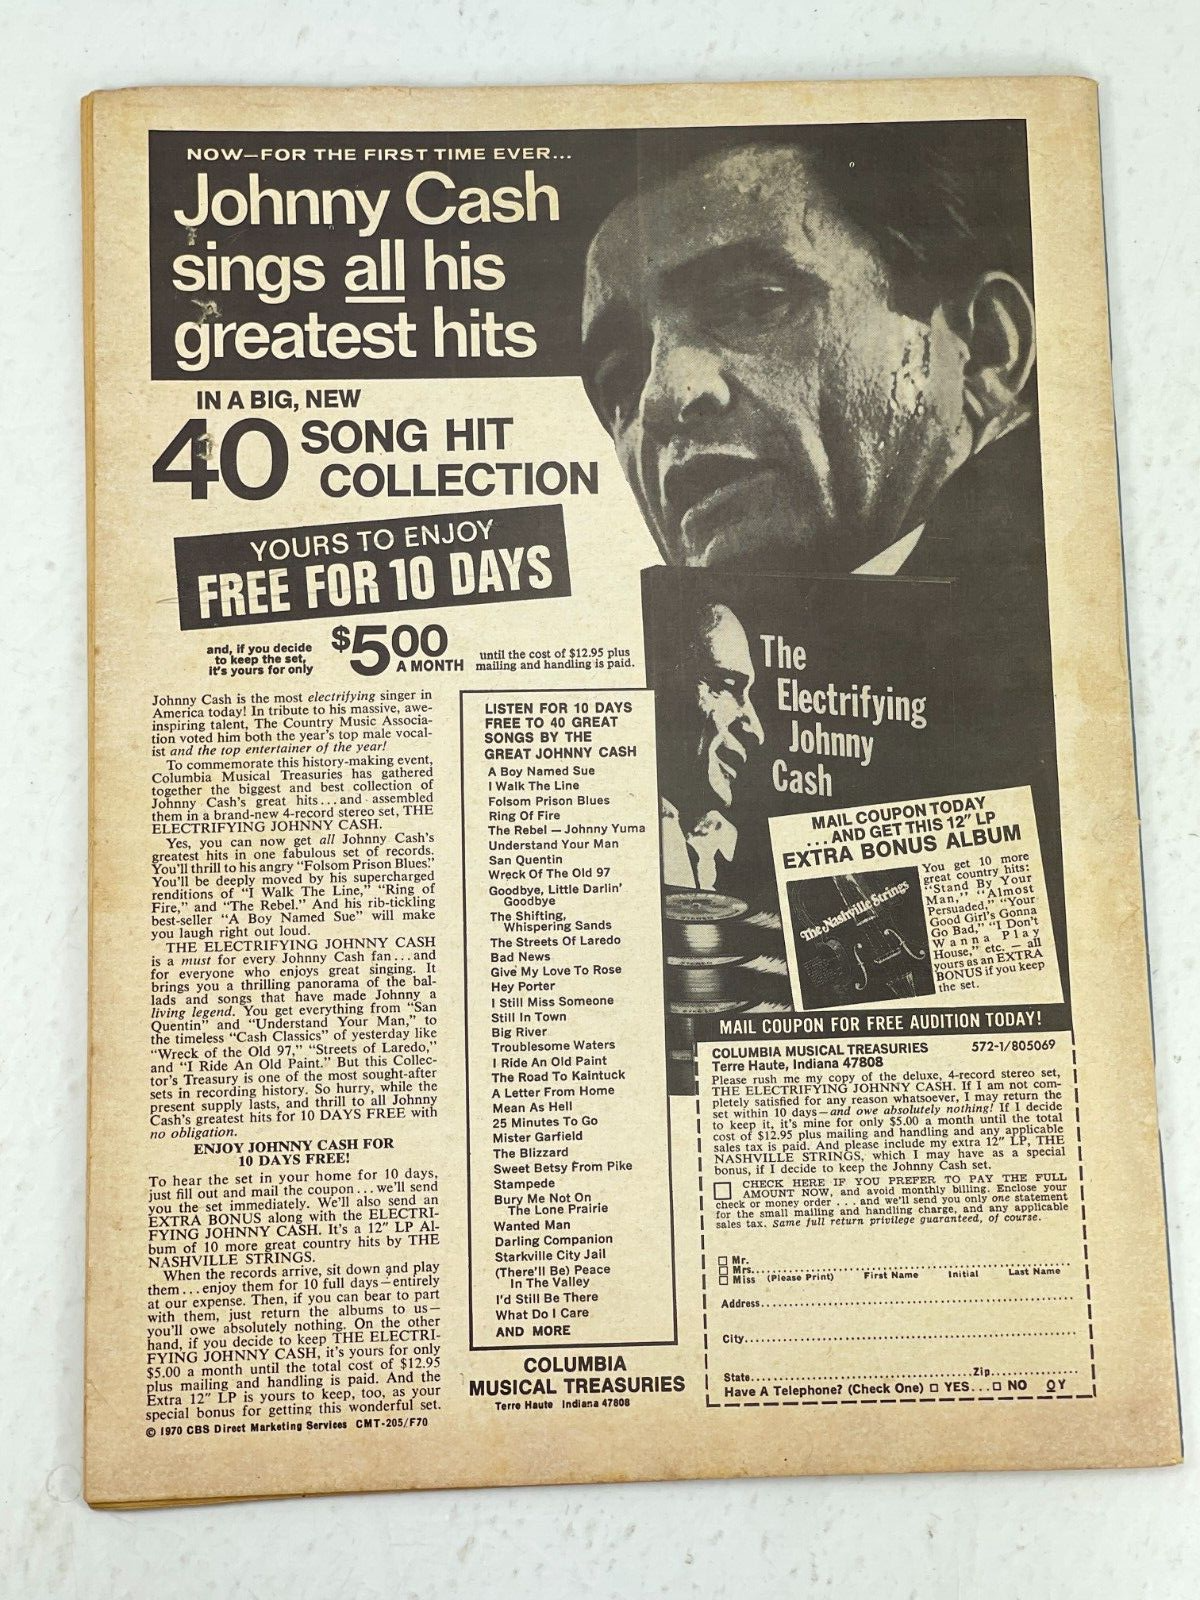 NOW—FOR THE FIRST TIME EVER...
Johnny Cash
sings all his
greatest hits
IN A BIG, NEW
40 SONG HIT
COLLECTION
YOURS TO ENJOY
FREE FOR 10 DAYS
and, if you decide
to keep the set,
it's yours for only
$5.00
A MONTH
until the cost of $12.95 plus
mailing and handling is paid.
Johnny Cash is the most electrifying singer in
America today! In tribute to his massive, awe-
inspiring talent, The Country Music Associa-
tion voted him both the year's top male vocal-
ist and the top entertainer of the year!
To commemorate this history-making event,
Columbia Musical Treasuries has gathered
together the biggest and best collection of
Johnny Cash's great hits...and assembled
them in a brand-new 4-record stereo set, THE
ELECTRIFYING JOHNNY CASH.
Yes, you can now get all Johnny Cash's
greatest hits in one fabulous set of records.
You'll thrill to his angry "Folsom Prison Blues."
You'll be deeply moved by his supercharged
renditions of "I Walk The Line," "Ring of
Fire," and "The Rebel." And his rib-tickling
best-seller "A Boy Named Sue" will make
you laugh right out loud.
THE ELECTRIFYING JOHNNY CASH
is a must for every Johnny Cash fan...and
for everyone who enjoys great singing. It
brings you a thrilling panorama of the bal-
lads and songs that have made Johnny a
living legend. You get everything from "San
Quentin" and "Understand Your Man," to
the timeless "Cash Classics" of yesterday like
"Wreck of the Old 97," "Streets of Laredo,"
and "I Ride An Old Paint." But this Collec-
tor's Treasury is one of the most sought-after
sets in recording history. So hurry, while the
present supply lasts, and thrill to all Johnny
Cash's greatest hits for 10 DAYS FREE with
no obligation.
ENJOY JOHNNY CASH FOR
10 DAYS FREE!
To hear the set in your home for 10 days,
just fill out and mail the coupon...we'll send
you the set immediately. We'll also send an
EXTRA BONUS along with the ELECTRI-
FYING JOHNNY CASH. It's a 12" LP Al-
bum of 10 more great country hits by THE
NASHVILLE STRINGS.
When the records arrive, sit down and play
them...enjoy them for 10 full days—entirely
at our expense. Then, if you can bear to part
with them, just return the albums to us—
you'll owe absolutely nothing. On the other
hand, if you decide to keep THE ELECTRI-
FYING JOHNNY CASH, it's yours for only
$5.00 a month until the total cost of $12.95
plus mailing and handling is paid. And the
Extra 12" LP is yours to keep, too, as your
special bonus for getting this wonderful set.
© 1970 CBS Direct Marketing Services CMT-205/F70
LISTEN FOR 10 DAYS
FREE TO 40 GREAT
SONGS BY THE
GREAT JOHNNY CASH
A Boy Named Sue
I Walk The Line
Folsom Prison Blues
Ring Of Fire
The Rebel — Johnny Yuma
Understand Your Man
San Quentin
Wreck Of The Old 97
Goodbye, Little Darlin'
Goodbye
The Shifting,
Whispering Sands
The Streets Of Laredo
Bad News
Give My Love To Rose
Hey Porter
I Still Miss Someone
Still In Town
Big River
Troublesome Waters
I Ride An Old Paint
The Road To Kaintuck
A Letter From Home
Mean As Hell
25 Minutes To Go
Mister Garfield
The Blizzard
Sweet Betsy From Pike
Stampede
Bury Me Not On
The Lone Prairie
Wanted Man
Darling Companion
Starkville City Jail
(There'll Be) Peace
In The Valley
I'd Still Be There
What Do I Care
AND MORE
COLUMBIA
MUSICAL TREASURIES
Terre Haute Indiana 47808
The
Electrifying
Johnny
Cash
MAIL COUPON TODAY
...AND GET THIS 12" LP
EXTRA BONUS ALBUM
The Nashville Strings
You get 10 more
great country hits:
"Stand By Your
Man," "Almost
Persuaded," "Your
Good Girl's Gonna
Go Bad," "I Don't
Wanna Play
House," etc. — all
yours as an EXTRA
BONUS if you keep
the set.
MAIL COUPON FOR FREE AUDITION TODAY!
COLUMBIA MUSICAL TREASURIES 572-1/805069
Terre Haute, Indiana 47808
Please rush me my copy of the deluxe, 4-record stereo set,
THE ELECTRIFYING JOHNNY CASH. If I am not com-
pletely satisfied for any reason whatsoever, I may return the
set within 10 days—and owe absolutely nothing! If I decide
to keep it, it's mine for only $5.00 a month until the total
cost of $12.95 plus mailing and handling and any applicable
sales tax is paid. And please include my extra 12" LP, THE
NASHVILLE STRINGS, which I may have as a special
bonus, if I decide to keep the Johnny Cash set.
CHECK HERE IF YOU PREFER TO PAY THE FULL
AMOUNT NOW, and avoid monthly billing. Enclose your
check or money order . . . and we'll send you only one statement
for the small mailing and handling charge, and any applicable
sales tax. Same full return privilege guaranteed, of course.
Mr.
Mrs.
Miss (Please Print) First Name Initial Last Name
Address
City
State Zip
Have A Telephone? (Check One) □ YES...□ NO QY